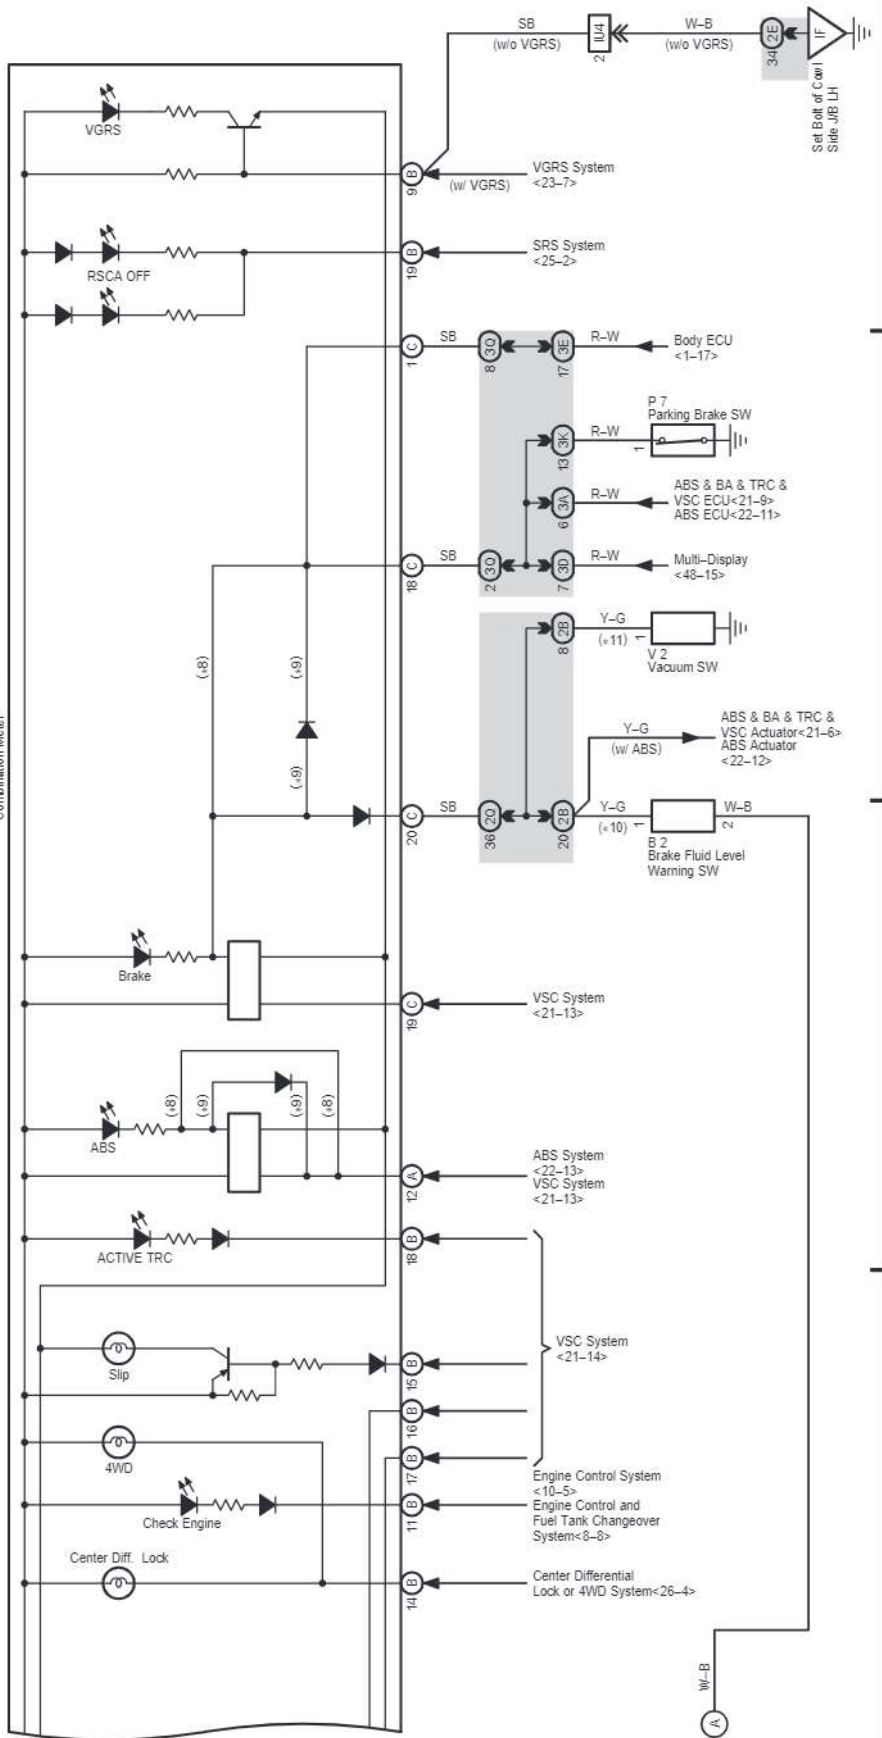 SB
(w/o VGRS)
2
IU4
W–B
(w/o VGRS)
34
2E
IF
Set Bolt of Cowl
Side J/B LH
VGRS
9
B
(w/ VGRS)
VGRS System
<23–7>
RSCA OFF
19
B
SRS System
<25–2>
1
C
SB
8
3Q
17
3E
R–W
Body ECU
<1–17>
13
3K
R–W
P 7
Parking Brake SW
1
6
3A
R–W
ABS & BA & TRC &
VSC ECU<21–9>
ABS ECU<22–11>
18
C
SB
2
3Q
7
3D
R–W
Multi–Display
<48–15>
(*8)
(*9)
(*9)
8
2B
Y–G
(*11)
1
V 2
Vacuum SW
Y–G
(w/ ABS)
ABS & BA & TRC &
VSC Actuator<21–6>
ABS Actuator
<22–12>
20
C
SB
36
2Q
20
2B
Y–G
(*10)
1
B 2
Brake Fluid Level
Warning SW
W–B
2
Combination Meter
Brake
19
C
VSC System
<21–13>
(*8)
(*9)
(*9)
(*8)
ABS
12
A
ABS System
<22–13>
VSC System
<21–13>
ACTIVE TRC
18
B
Slip
15
B
VSC System
<21–14>
16
B
4WD
17
B
Check Engine
11
B
Engine Control System
<10–5>
Engine Control and
Fuel Tank Changeover
System<8–8>
Center Diff. Lock
14
B
Center Differential
Lock or 4WD System<26–4>
W–B
A